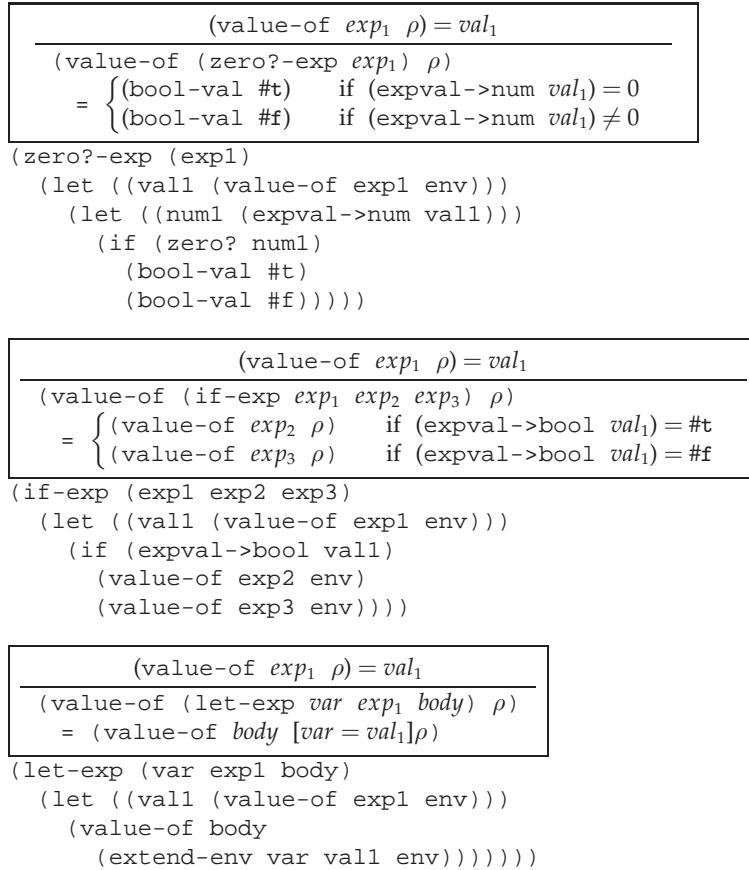 (value-of exp₁ ρ) = val₁
(value-of (zero?-exp exp₁) ρ)
= { (bool-val #t) if (expval->num val₁) = 0
(bool-val #f) if (expval->num val₁) ≠ 0
(zero?-exp (exp1)
(let ((val1 (value-of exp1 env)))
(let ((num1 (expval->num val1)))
(if (zero? num1)
(bool-val #t)
(bool-val #f)))))
(value-of exp₁ ρ) = val₁
(value-of (if-exp exp₁ exp₂ exp₃) ρ)
= { (value-of exp₂ ρ) if (expval->bool val₁) = #t
(value-of exp₃ ρ) if (expval->bool val₁) = #f
(if-exp (exp1 exp2 exp3)
(let ((val1 (value-of exp1 env)))
(if (expval->bool val1)
(value-of exp2 env)
(value-of exp3 env))))
(value-of exp₁ ρ) = val₁
(value-of (let-exp var exp₁ body) ρ)
= (value-of body [var = val₁]ρ)
(let-exp (var exp1 body)
(let ((val1 (value-of exp1 env)))
(value-of body
(extend-env var val1 env)))))))